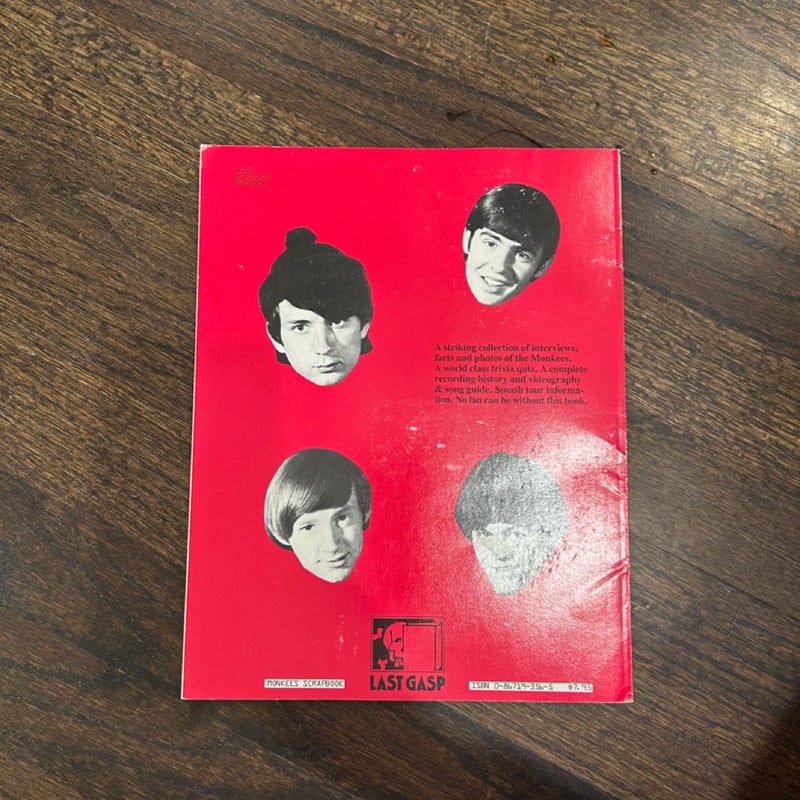 A striking collection of interviews,
facts and photos of the Monkees.
A world class trivia quiz. A complete
recording history and videography
& song guide. Smash tour informa-
tion. No fan can be without this book.
LAST GASP
MONKEES SCRAPBOOK
ISBN 0-86719-356-5 $7.95